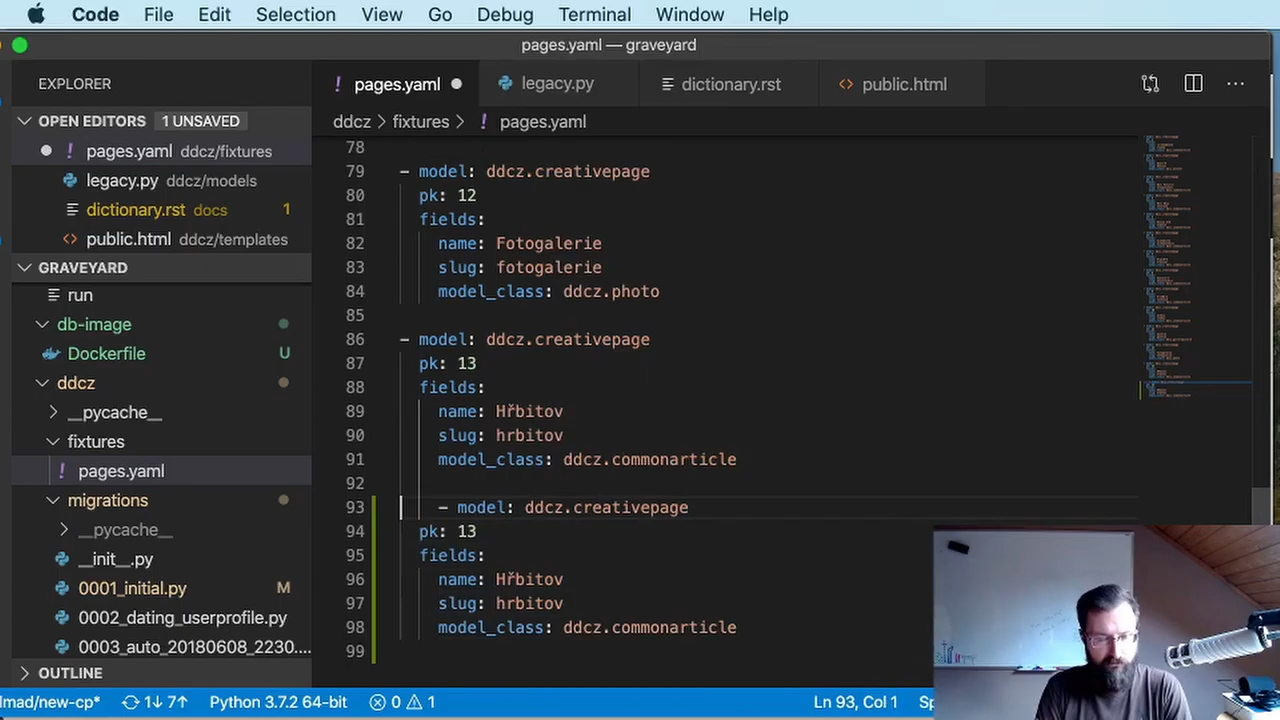 Code File Edit Selection View Go Debug Terminal Window Help
pages.yaml — graveyard
EXPLORER
OPEN EDITORS 1 UNSAVED
pages.yaml ddcz/fixtures
legacy.py ddcz/models
dictionary.rst docs 1
public.html ddcz/templates
GRAVEYARD
run
db-image
Dockerfile U
ddcz
__pycache__
fixtures
pages.yaml
migrations
__pycache__
__init__.py
0001_initial.py M
0002_dating_userprofile.py
0003_auto_20180608_2230....
OUTLINE
pages.yaml legacy.py dictionary.rst public.html
ddcz > fixtures > pages.yaml
78
79 - model: ddcz.creativepage
80 pk: 12
81 fields:
82 name: Fotogalerie
83 slug: fotogalerie
84 model_class: ddcz.photo
85
86 - model: ddcz.creativepage
87 pk: 13
88 fields:
89 name: Hřbitov
90 slug: hrbitov
91 model_class: ddcz.commonarticle
92
93 - model: ddcz.creativepage
94 pk: 13
95 fields:
96 name: Hřbitov
97 slug: hrbitov
98 model_class: ddcz.commonarticle
99
lmad/new-cp* 1↓ 7↑ Python 3.7.2 64-bit 0 1 Ln 93, Col 1 Sp